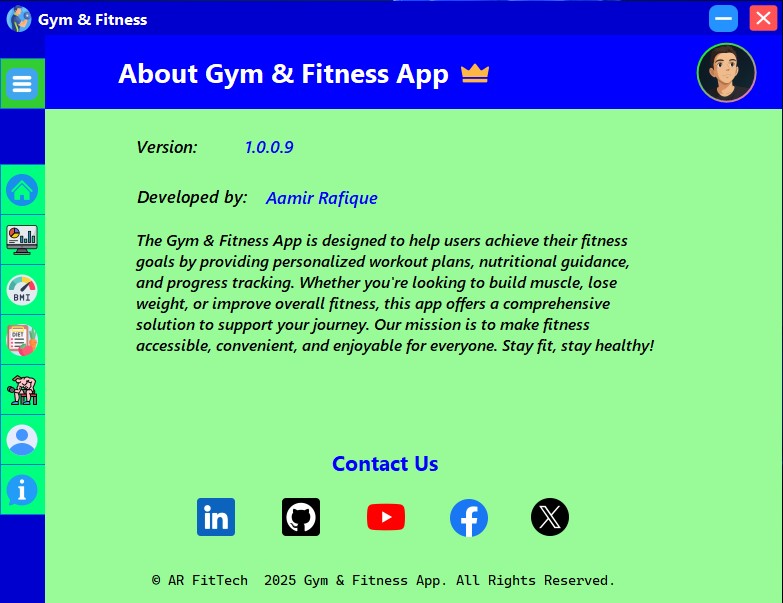 Gym & Fitness
About Gym & Fitness App
Version: 1.0.0.9
Developed by: Aamir Rafique
The Gym & Fitness App is designed to help users achieve their fitness
goals by providing personalized workout plans, nutritional guidance,
and progress tracking. Whether you're looking to build muscle, lose
weight, or improve overall fitness, this app offers a comprehensive
solution to support your journey. Our mission is to make fitness
accessible, convenient, and enjoyable for everyone. Stay fit, stay healthy!
BMI
DIET
Contact Us
in
© AR FitTech  2025 Gym & Fitness App. All Rights Reserved.